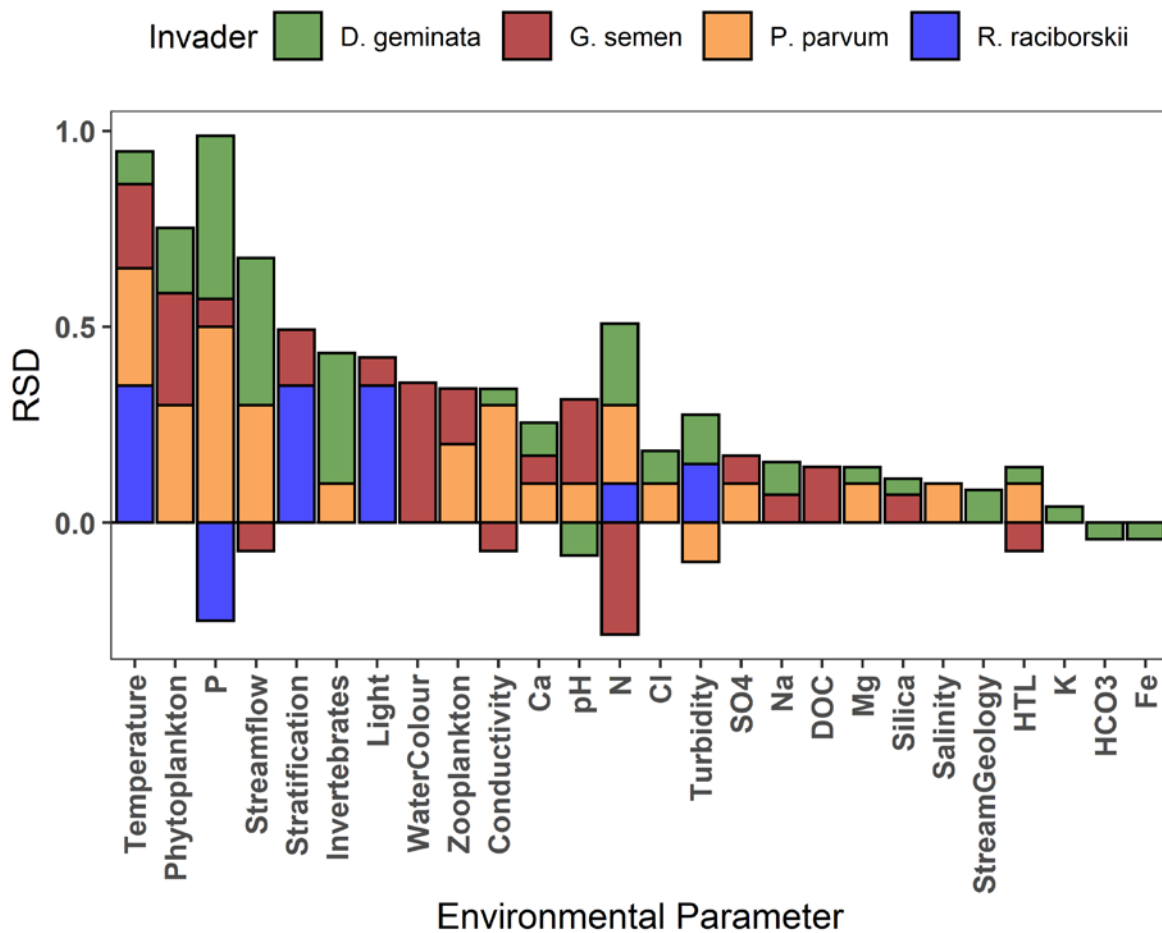 Invader D. geminata G. semen P. parvum R. raciborskii
1.0
0.5
0.0
RSD
Temperature
Phytoplankton
P
Streamflow
Stratification
Invertebrates
Light
WaterColour
Zooplankton
Conductivity
Ca
pH
N
Cl
Turbidity
SO4
Na
DOC
Mg
Silica
Salinity
StreamGeology
HTL
K
HCO3
Fe
Environmental Parameter